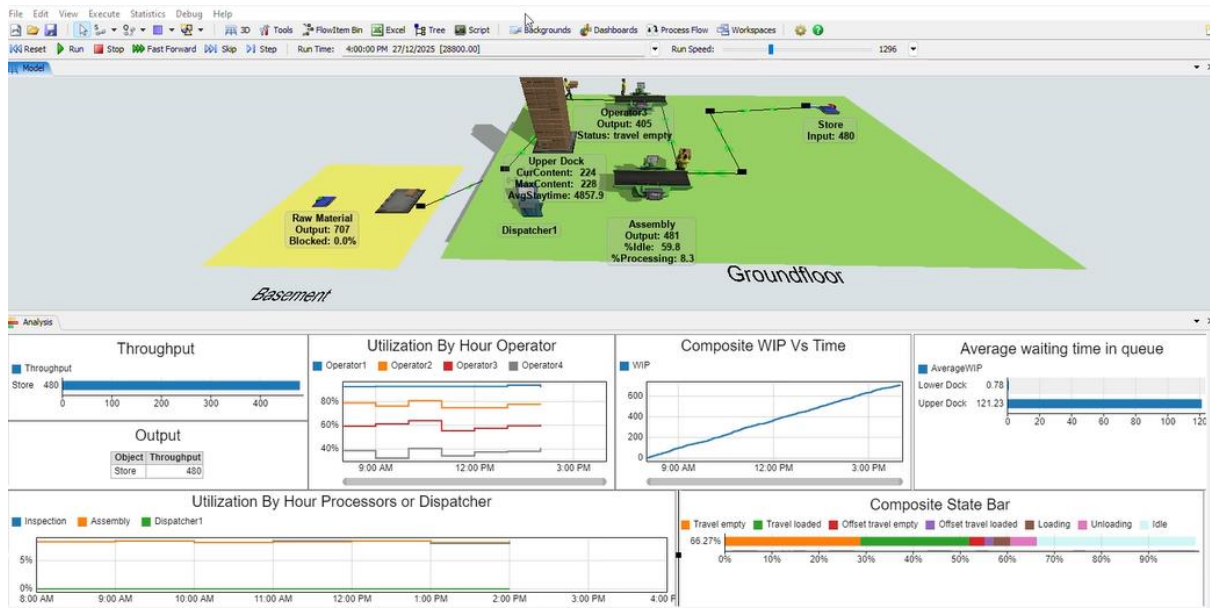 File Edit View Execute Statistics Debug Help
3D Tools FlowItem Bin Excel Tree Script Backgrounds Dashboards Process Flow Workspaces
Reset Run Stop Fast Forward Skip Step Run Time: 4:00:00 PM 27/12/2025 [28800.00] Run Speed: 1296
Model
Operator3
Output: 405
Status: travel empty
Store
Input: 480
Upper Dock
CurContent: 224
MaxContent: 228
AvgStaytime: 4857.9
Raw Material
Output: 707
Blocked: 0.0%
Dispatcher1
Assembly
Output: 481
%Idle: 59.8
%Processing: 8.3
Groundfloor
Basement
Analysis
Throughput
Throughput
Store 480
0 100 200 300 400
Output
Object Throughput
Store 480
Utilization By Hour Operator
Operator1 Operator2 Operator3 Operator4
80%
60%
40%
9:00 AM 12:00 PM 3:00 PM
Composite WIP Vs Time
WIP
600
400
200
0
9:00 AM 12:00 PM 3:00 PM
Average waiting time in queue
AverageWIP
Lower Dock 0.78
Upper Dock 121.23
0 20 40 60 80 100 120
Utilization By Hour Processors or Dispatcher
Inspection Assembly Dispatcher1
5%
0%
8:00 AM 9:00 AM 10:00 AM 11:00 AM 12:00 PM 1:00 PM 2:00 PM 3:00 PM 4:00 P
Composite State Bar
Travel empty Travel loaded Offset travel empty Offset travel loaded Loading Unloading Idle
66.27%
0% 10% 20% 30% 40% 50% 60% 70% 80% 90%